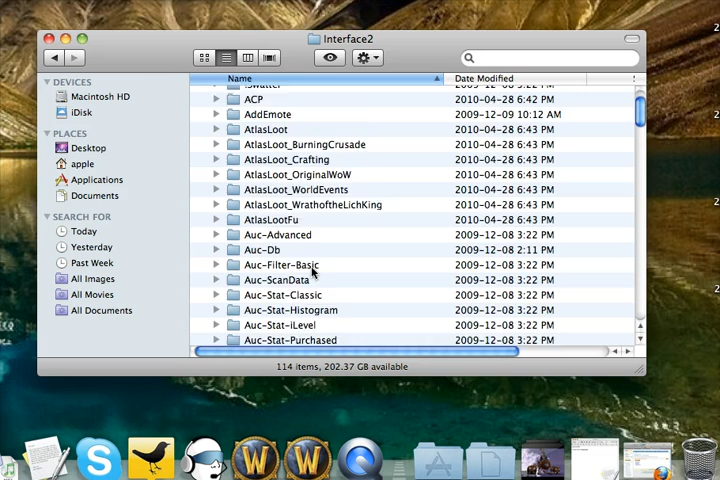 2
Interface2
DEVICES
Macintosh HD
iDisk
PLACES
Desktop
apple
Applications
Documents
SEARCH FOR
Today
Yesterday
Past Week
All Images
All Movies
All Documents
Name Date Modified
ACP 2010-04-28 6:42 PM
AddEmote 2009-12-09 10:12 AM
AtlasLoot 2010-04-28 6:43 PM
AtlasLoot_BurningCrusade 2010-04-28 6:43 PM
AtlasLoot_Crafting 2010-04-28 6:43 PM
AtlasLoot_OriginalWoW 2010-04-28 6:43 PM
AtlasLoot_WorldEvents 2010-04-28 6:43 PM
AtlasLoot_WrathoftheLichKing 2010-04-28 6:43 PM
AtlasLootFu 2010-04-28 6:43 PM
Auc-Advanced 2009-12-08 3:22 PM
Auc-Db 2009-12-08 2:11 PM
Auc-Filter-Basic 2009-12-08 3:22 PM
Auc-ScanData 2009-12-08 3:22 PM
Auc-Stat-Classic 2009-12-08 3:22 PM
Auc-Stat-Histogram 2009-12-08 3:22 PM
Auc-Stat-iLevel 2009-12-08 3:22 PM
Auc-Stat-Purchased 2009-12-08 3:22 PM
114 items, 202.37 GB available
2
2
S
W
W